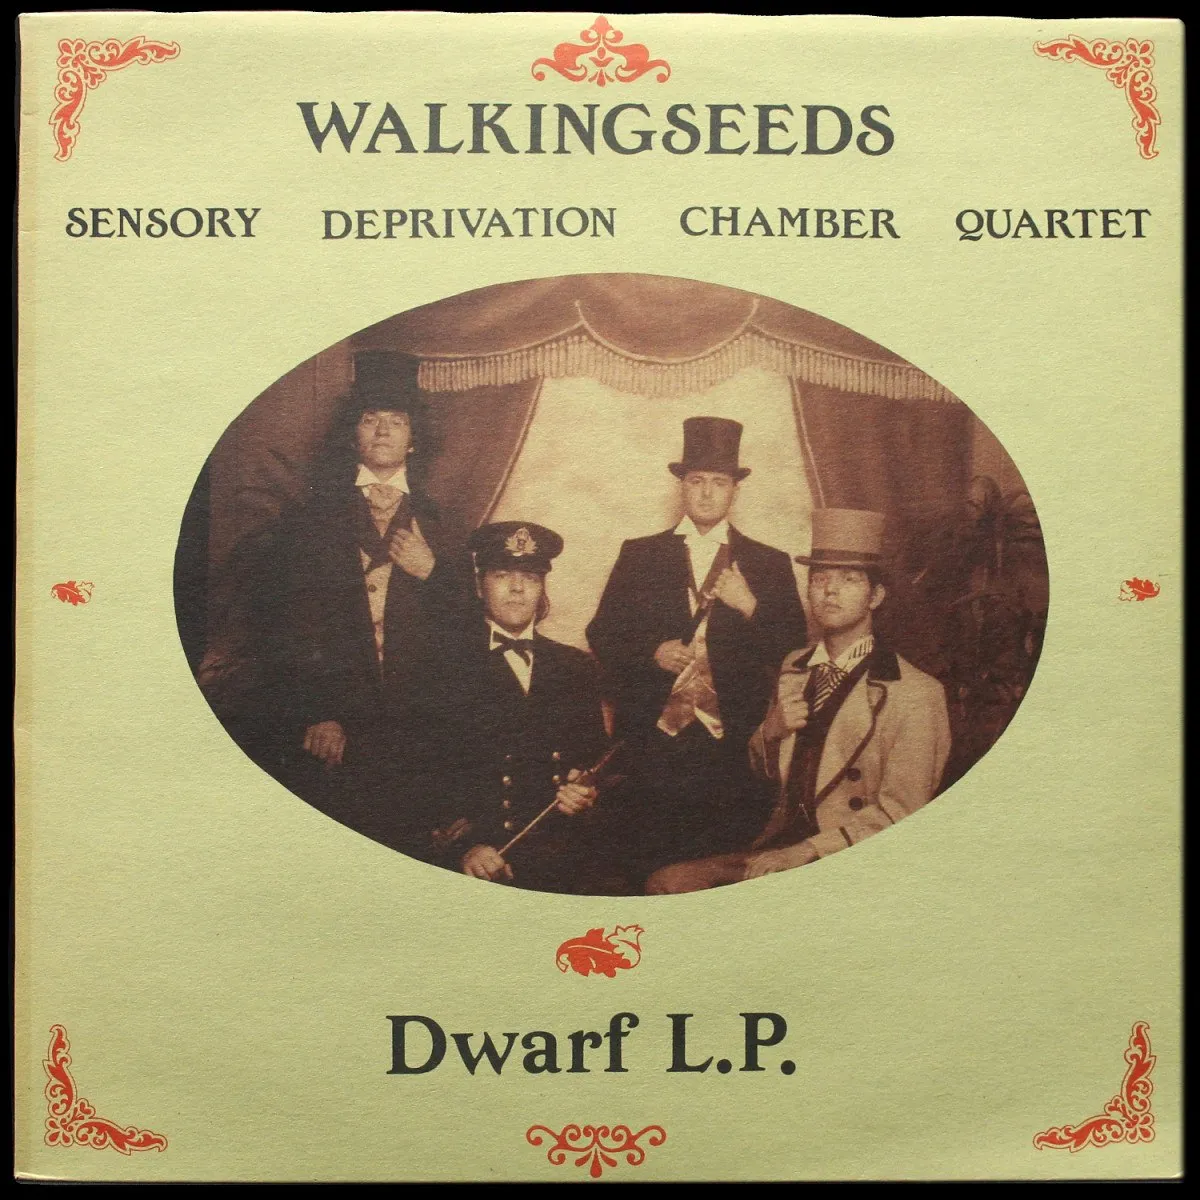 WALKINGSEEDS
SENSORY DEPRIVATION CHAMBER QUARTET
Dwarf L.P.